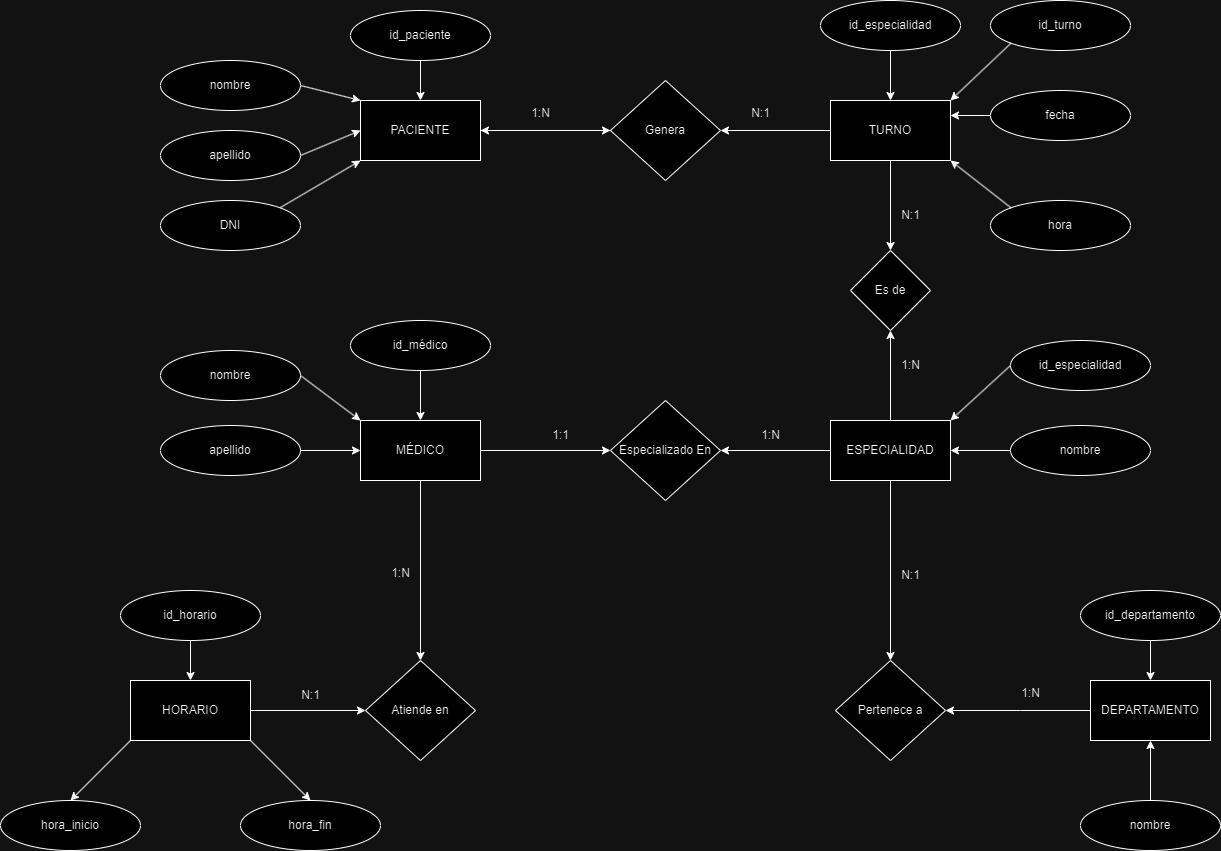 id_paciente
id_especialidad
id_turno
nombre
PACIENTE
1:N
Genera
N:1
TURNO
fecha
apellido
DNI
N:1
hora
Es de
1:N
id_médico
id_especialidad
nombre
apellido
MÉDICO
1:1
Especializado En
1:N
ESPECIALIDAD
nombre
1:N
N:1
id_horario
id_departamento
HORARIO
N:1
Atiende en
Pertenece a
1:N
DEPARTAMENTO
hora_inicio
hora_fin
nombre